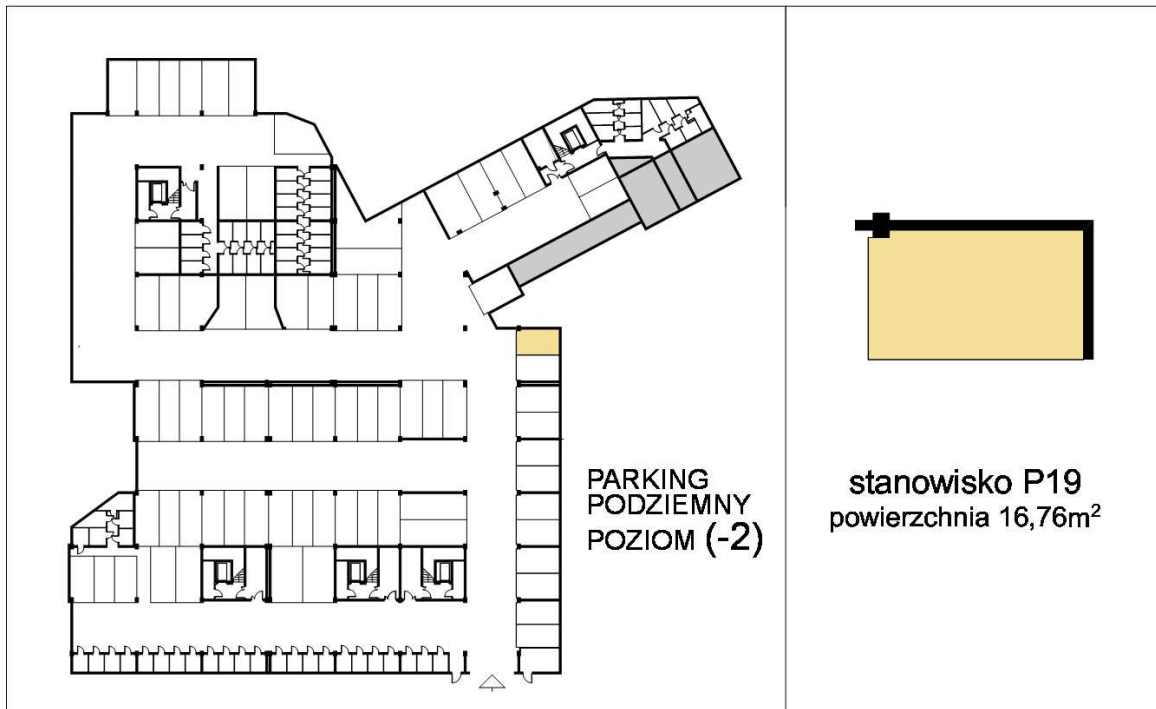 PARKING
PODZIEMNY
POZIOM (-2)
stanowisko P19
powierzchnia 16,76m²